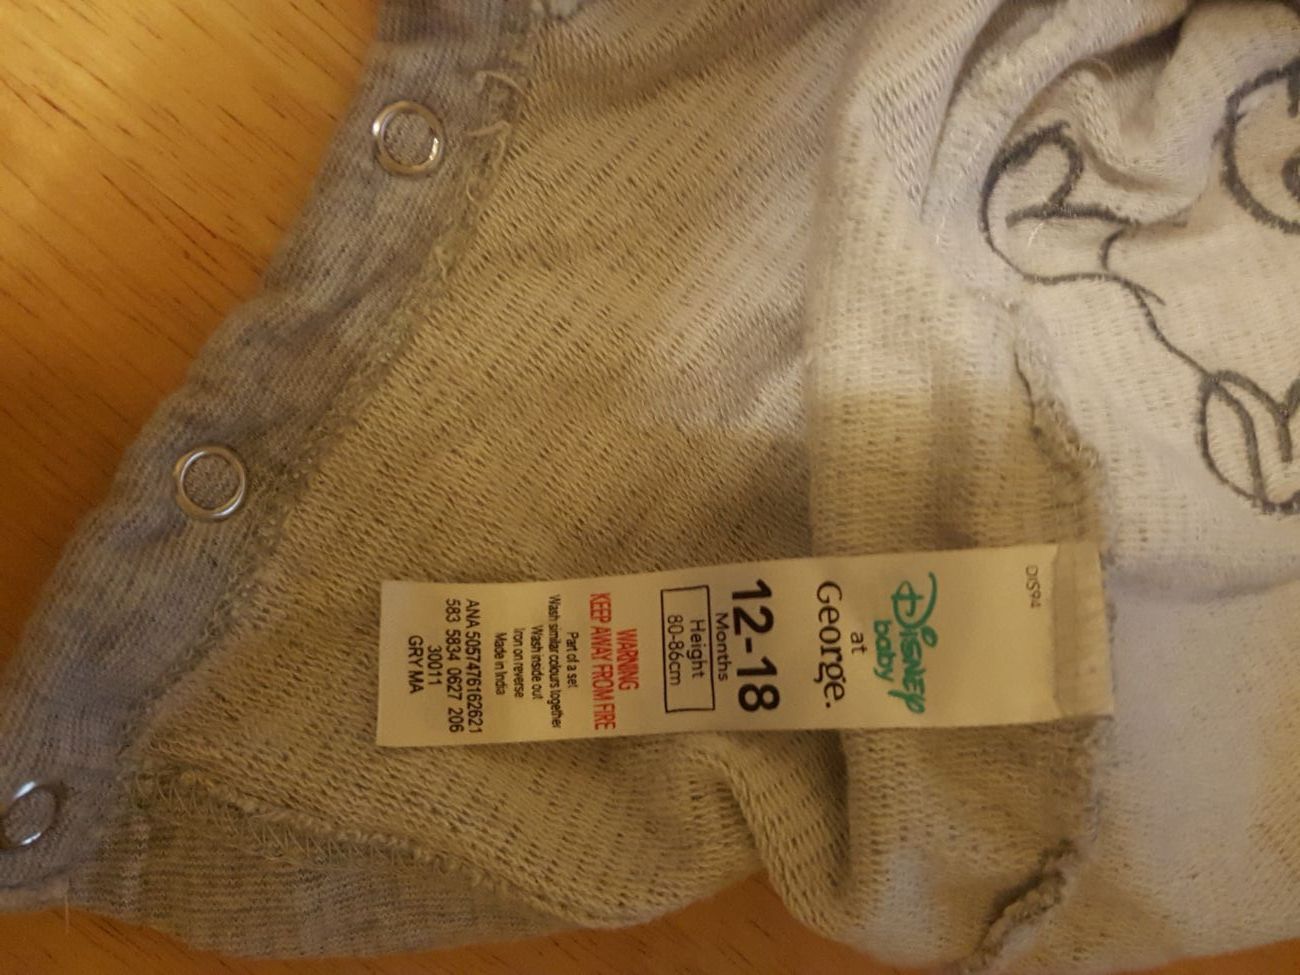 DIS94
Disney
baby
at
George.
12-18
Months
Height
80-86cm
WARNING
KEEP AWAY FROM FIRE
Part of a set
Wash similar colours together
Wash inside out
Iron on reverse
Made in India
ANA 5057476162621
583 5834 0627 206
30011
GRY MA